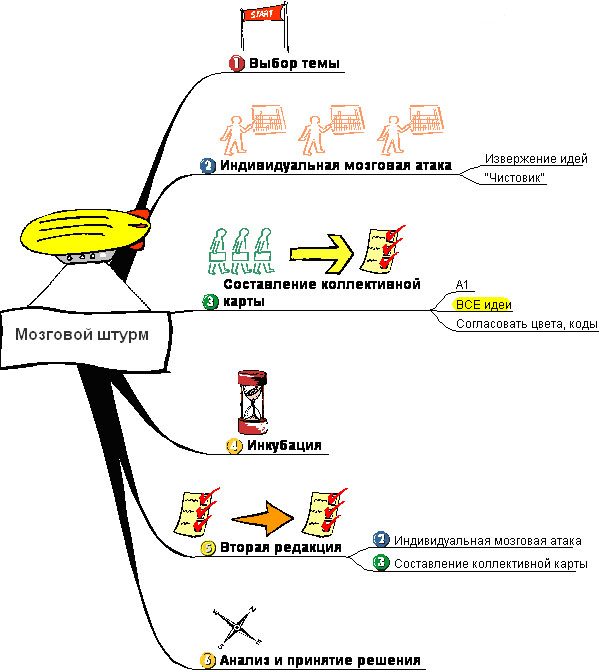 START
1 Выбор темы
2 Индивидуальная мозговая атака
Извержение идей
"Чистовик"
Составление коллективной
3 карты
А1
ВСЕ идеи
Согласовать цвета, коды
Мозговой штурм
4 Инкубация
5 Вторая редакция
2 Индивидуальная мозговая атака
3 Составление коллективной карты
N
W
S
E
6 Анализ и принятие решения